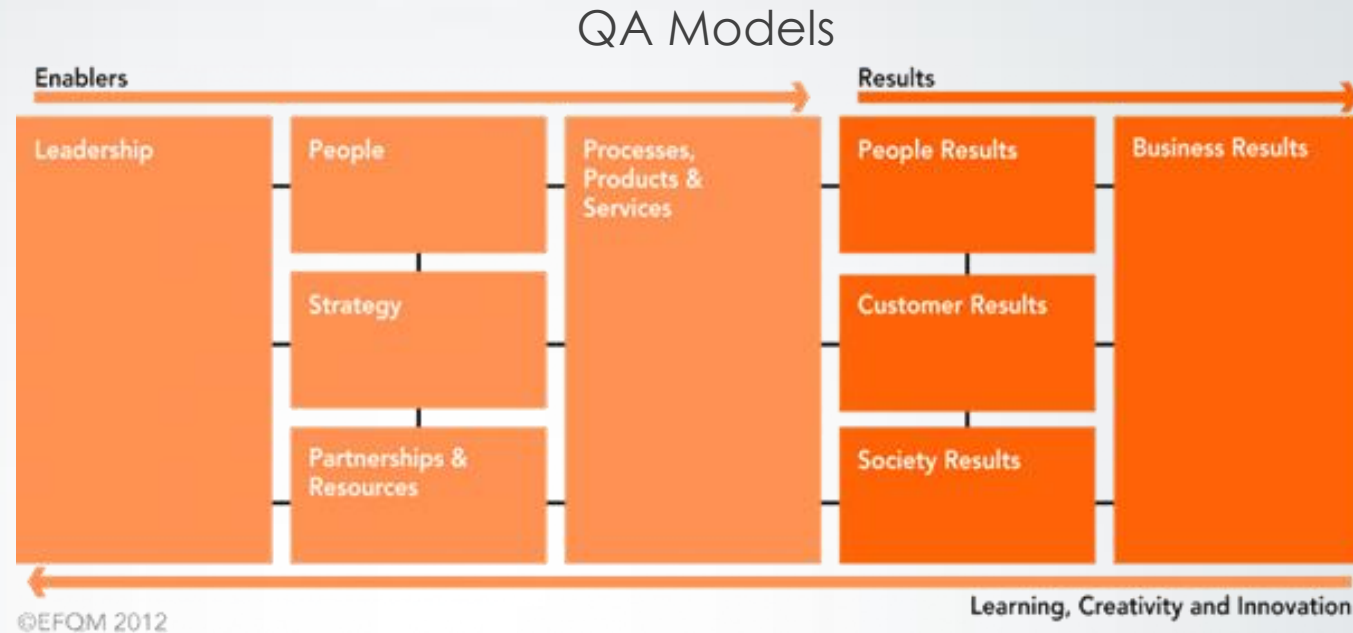 QA Models
Enablers
Results
Leadership
People
Processes,
Products &
Services
People Results
Business Results
Strategy
Customer Results
Partnerships &
Resources
Society Results
Learning, Creativity and Innovation
©EFQM 2012